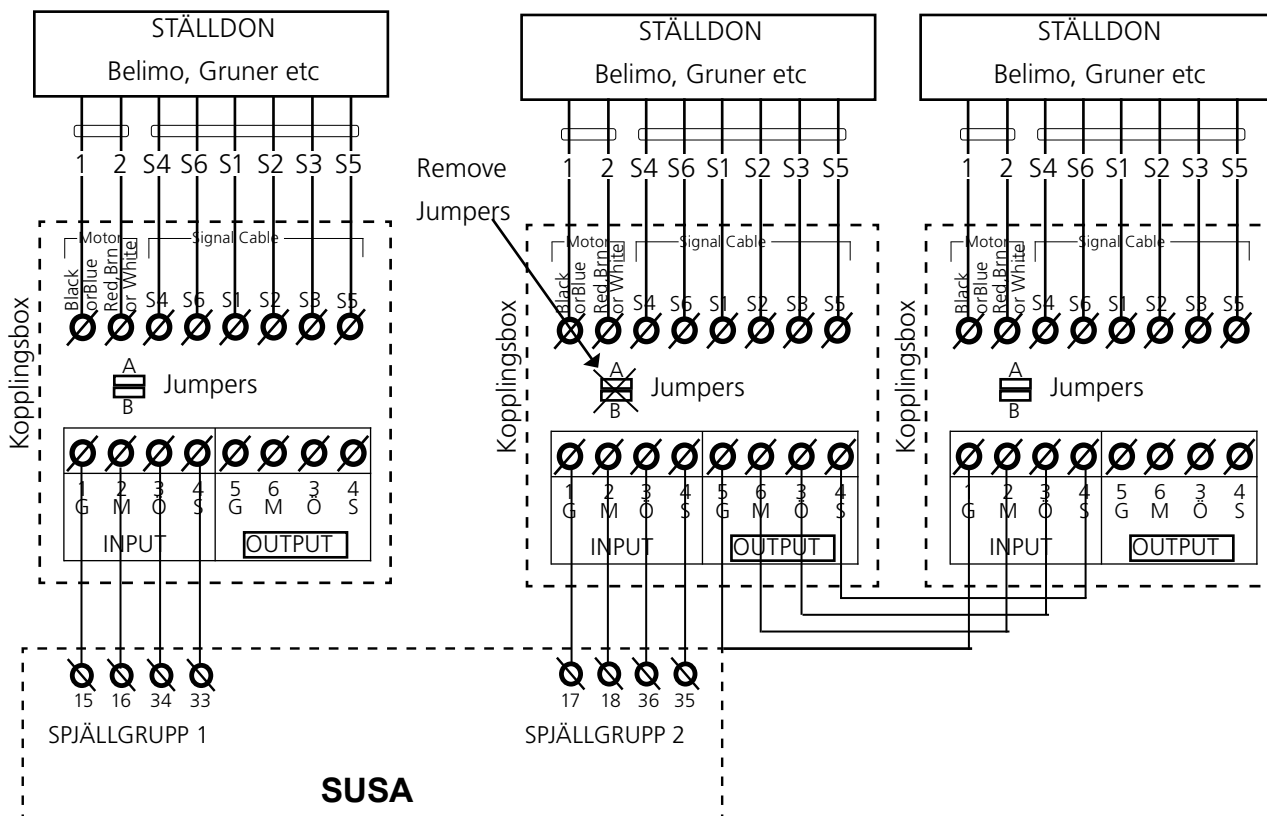 STÄLLDON
Belimo, Gruner etc
1 2 S4 S6 S1 S2 S3 S5
Kopplingsbox
Motor
Signal Cable
Black
orBlue
Red.Brn
or White
S4 S6 S1 S2 S3 S5
A
Jumpers
B
1 2 3 4 5 6 3 4
G M Ö S G M Ö S
INPUT
OUTPUT
STÄLLDON
Belimo, Gruner etc
1 2 S4 S6 S1 S2 S3 S5
Remove
Jumpers
Kopplingsbox
Motor
Signal Cable
Black
orBlue
Red.Brn
or White
S4 S6 S1 S2 S3 S5
A
Jumpers
B
1 2 3 4 5 6 3 4
G M Ö S G M Ö S
INPUT
OUTPUT
STÄLLDON
Belimo, Gruner etc
1 2 S4 S6 S1 S2 S3 S5
Kopplingsbox
Motor
Signal Cable
Black
orBlue
Red.Brn
or White
S4 S6 S1 S2 S3 S5
A
Jumpers
B
1 2 3 4 5 6 3 4
G M Ö S G M Ö S
INPUT
OUTPUT
15 16 34 33
SPJÄLLGRUPP 1
17 18 36 35
SPJÄLLGRUPP 2
SUSA